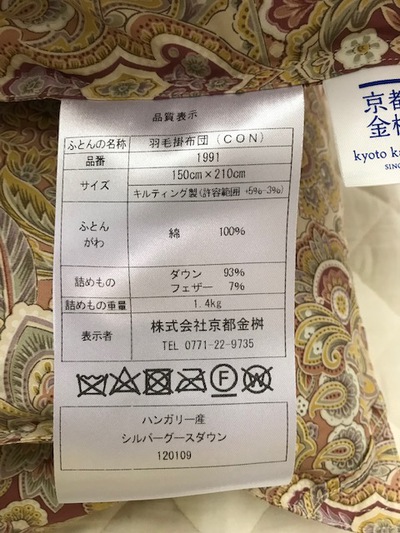 品質表示
ふとんの名称 羽毛掛布団(CON)
品番 1991
サイズ 150cm×210cm
キルティング製(許容範囲 +5%-3%)
ふとん
がわ 綿 100%
詰めもの ダウン 93%
フェザー 7%
詰めもの重量 1.4kg
表示者 株式会社京都金桝
TEL 0771-22-9735
ハンガリー産
シルバーグースダウン
120109
京都
金桝
kyoto ka
SINC